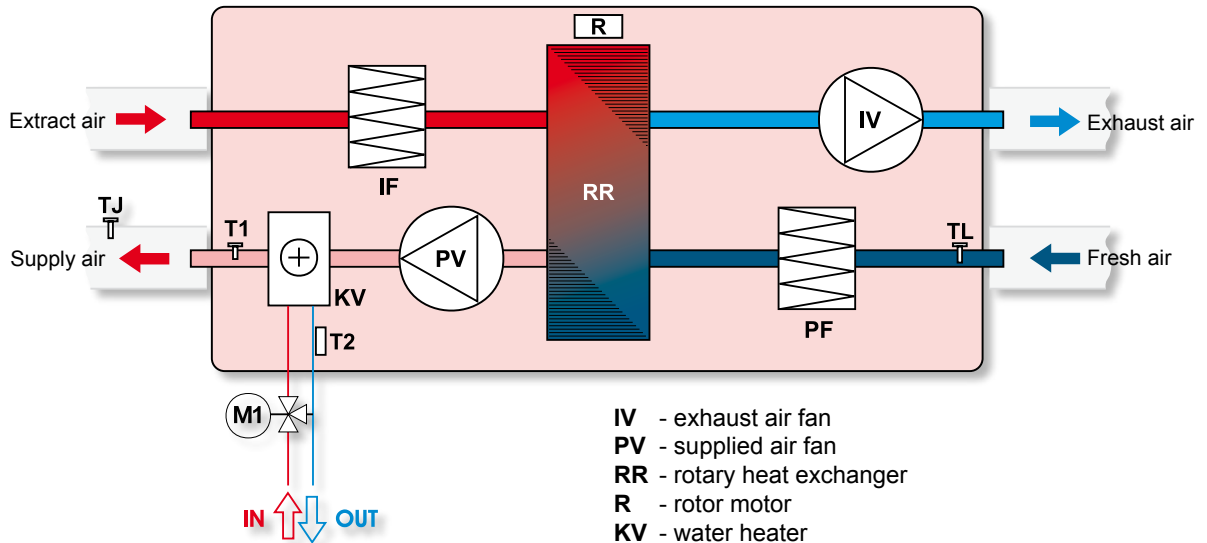 R
Extract air
IV
Exhaust air
IF
RR
TJ
T1
TL
Supply air
PV
Fresh air
KV
PF
T2
M1
IN
OUT
IV - exhaust air fan
PV - supplied air fan
RR - rotary heat exchanger
R - rotor motor
KV - water heater